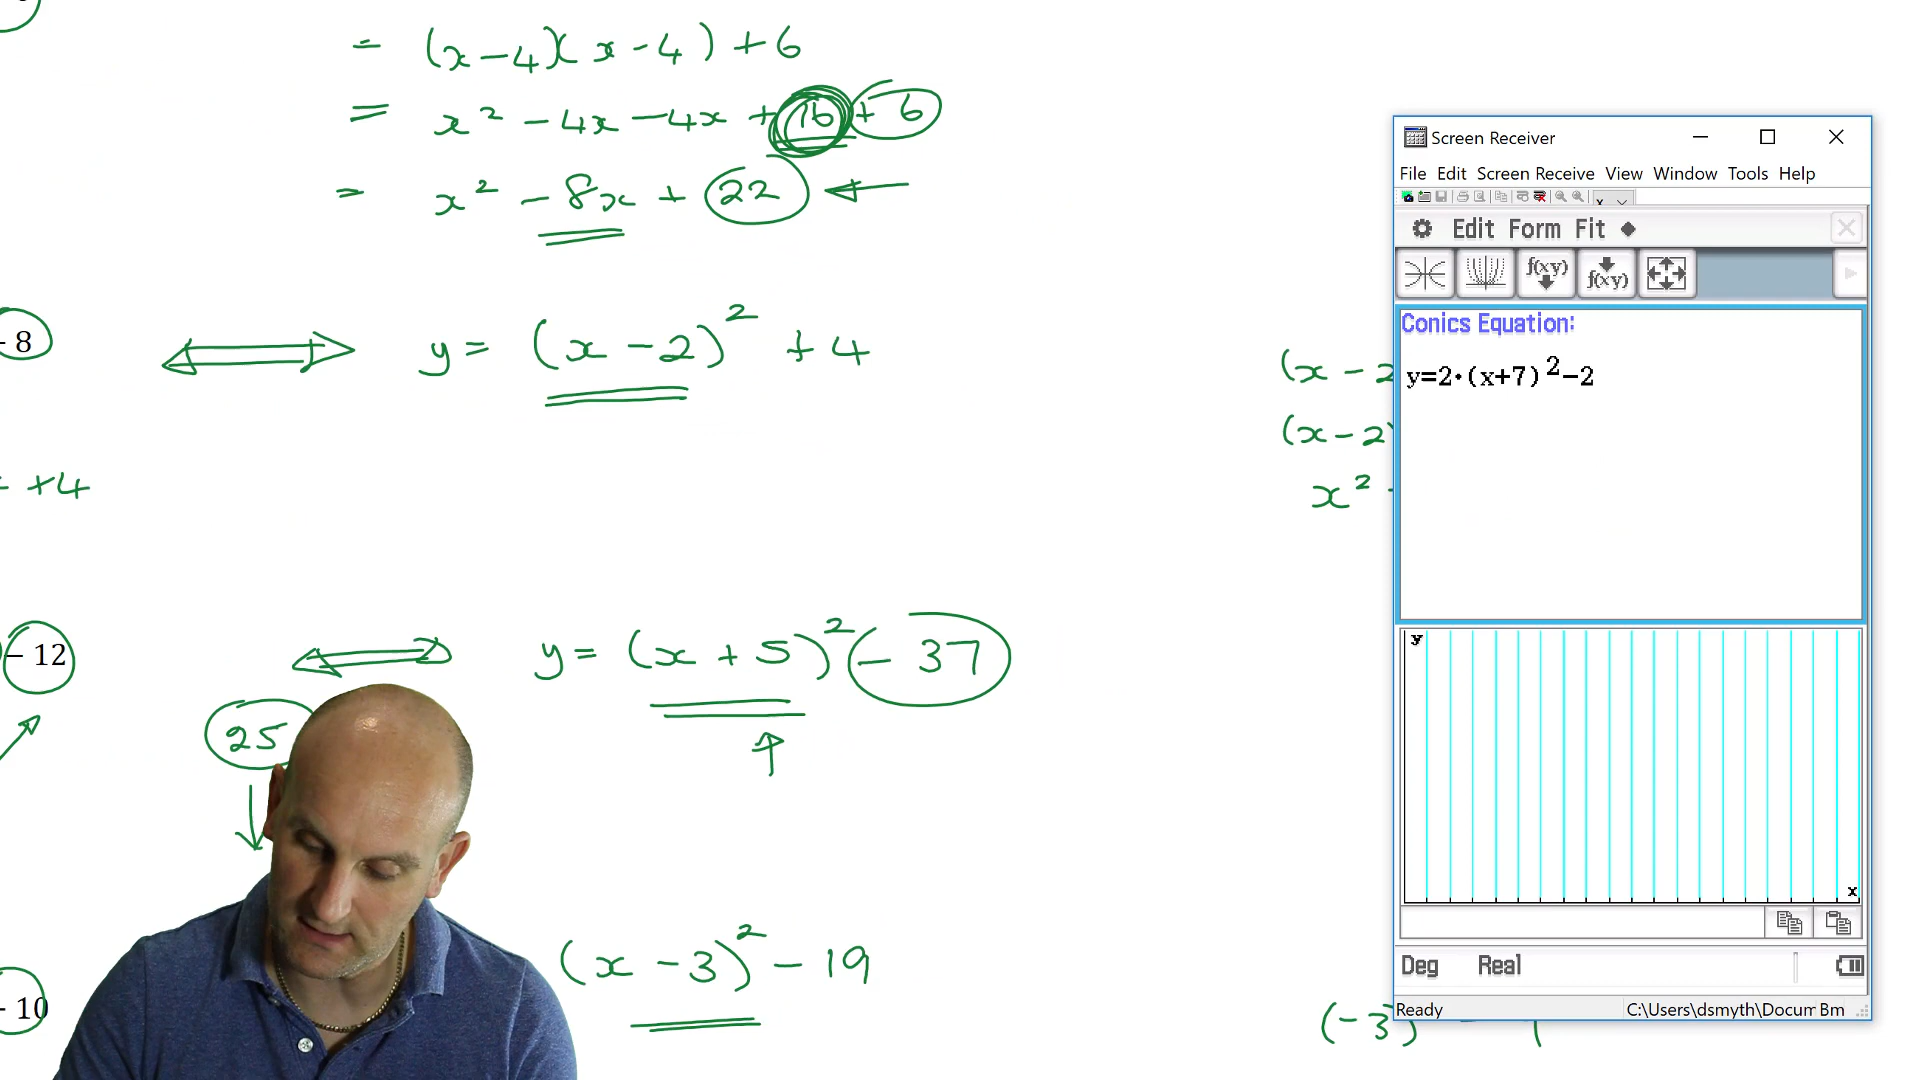 = (x-4)(x-4)+6
= x² -4x -4x +16 + 6
= x² - 8x + 22
- 8
y = (x-2)² + 4
(x - 2
(x - 2)
x²
+4
- 12
y = (x+5)² - 37
25
(x - 3)² - 19
- 10
(-3)
Screen Receiver
File Edit Screen Receive View Window Tools Help
Edit Form Fit
f(xy) f(xy)
Conics Equation:
y=2·(x+7)²-2
y
x
Deg Real
Ready C:\Users\dsmyth\Docum Bm